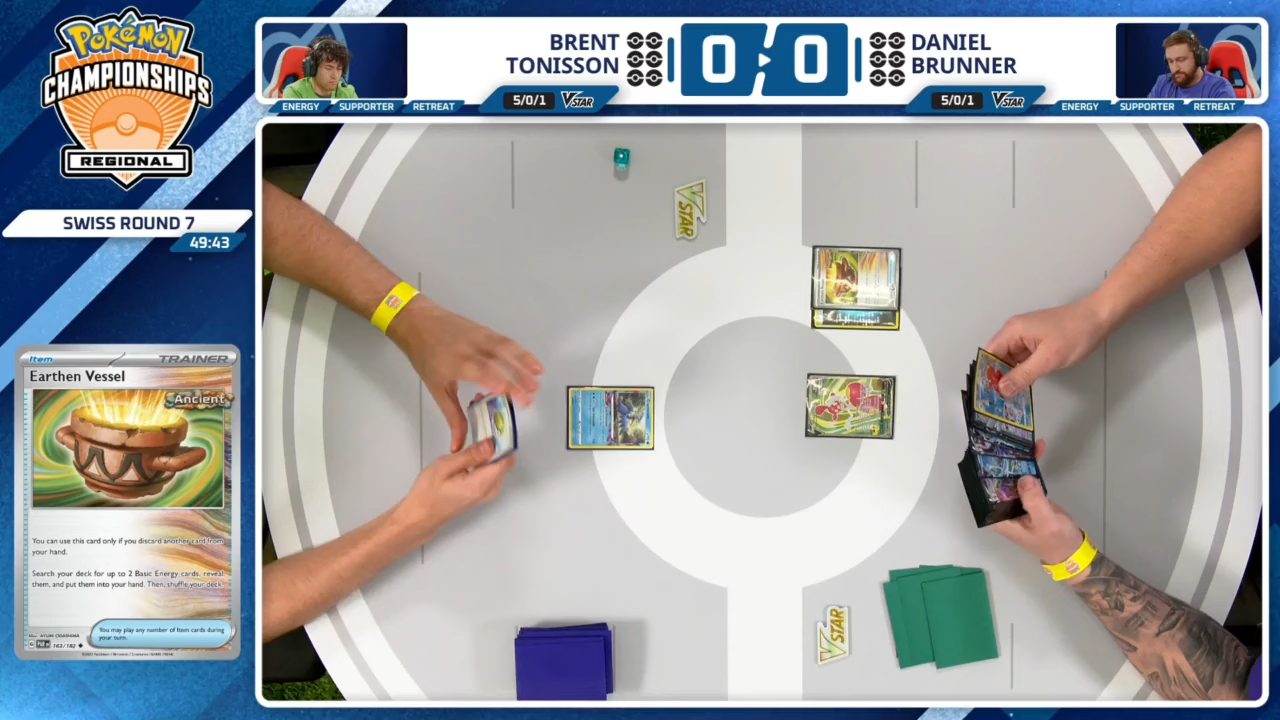 POKéMON
CHAMPIONSHIPS
REGIONAL
SWISS ROUND 7
49:43
BRENT
TONISSON
0
0
DANIEL
BRUNNER
ENERGY
SUPPORTER
RETREAT
5/0/1
VSTAR
5/0/1
VSTAR
ENERGY
SUPPORTER
RETREAT
VSTAR
VSTAR
Item
TRAINER
Earthen Vessel
Ancient
You can use this card only if you discard another card from
your hand.
Search your deck for up to 2 Basic Energy cards, reveal
them, and put them into your hand. Then, shuffle your deck.
You may play any number of Item cards during
your turn.
163/182